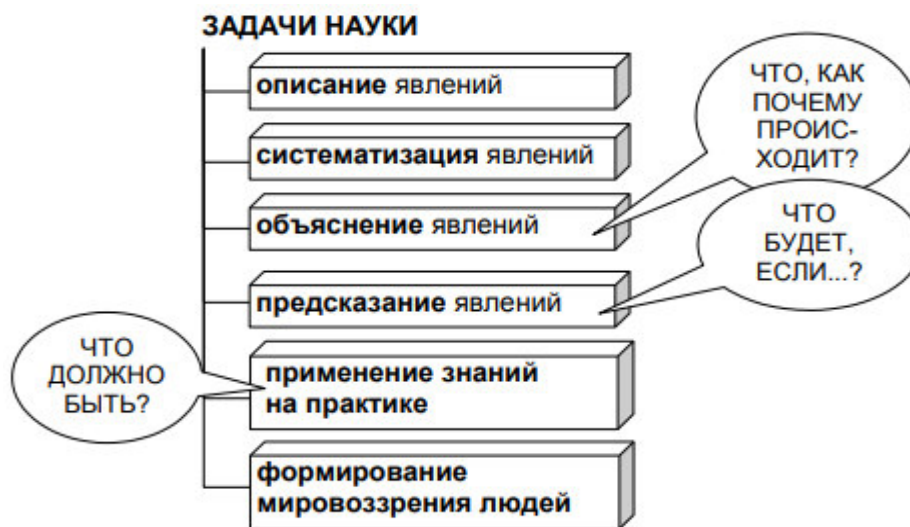 ЗАДАЧИ НАУКИ
описание явлений
систематизация явлений
объяснение явлений
ЧТО, КАК
ПОЧЕМУ
ПРОИС-
ХОДИТ?
предсказание явлений
ЧТО
БУДЕТ,
ЕСЛИ...?
ЧТО
ДОЛЖНО
БЫТЬ?
применение знаний
на практике
формирование
мировоззрения людей